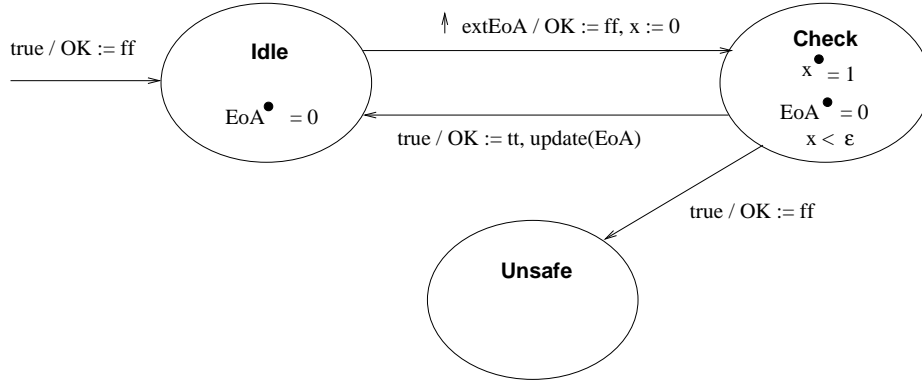 true / OK := ff
Idle
EoA● = 0
↑ extEoA / OK := ff, x := 0
true / OK := tt, update(EoA)
Check
x● = 1
EoA● = 0
x < ε
true / OK := ff
Unsafe